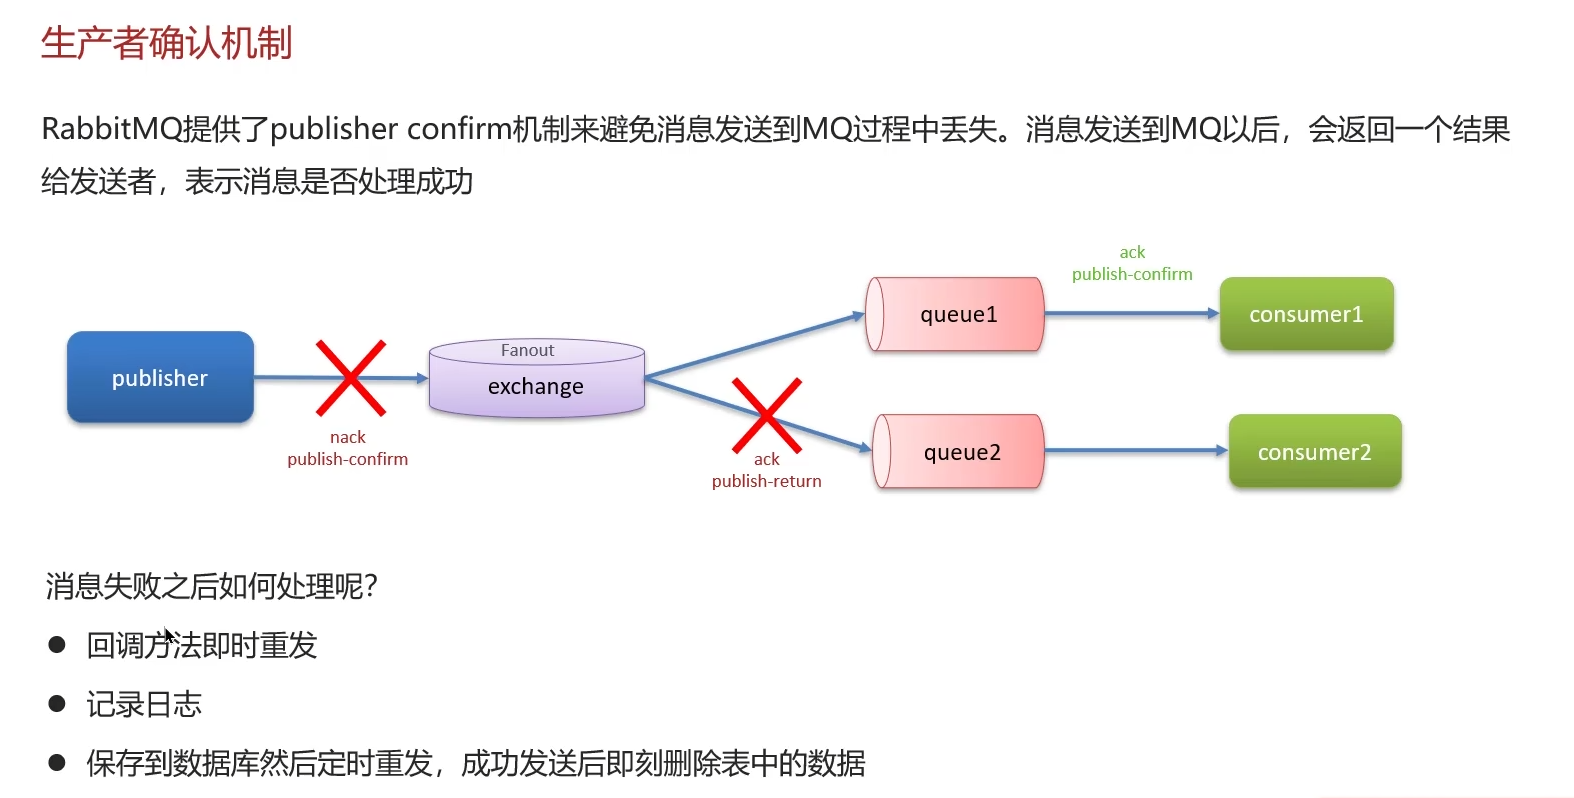 生产者确认机制
RabbitMQ提供了publisher confirm机制来避免消息发送到MQ过程中丢失。消息发送到MQ以后，会返回一个结果
给发送者，表示消息是否处理成功
ack
publish-confirm
queue1
consumer1
publisher
Fanout
exchange
nack
publish-confirm
ack
publish-return
queue2
consumer2
消息失败之后如何处理呢？
● 回调方法即时重发
● 记录日志
● 保存到数据库然后定时重发，成功发送后即刻删除表中的数据